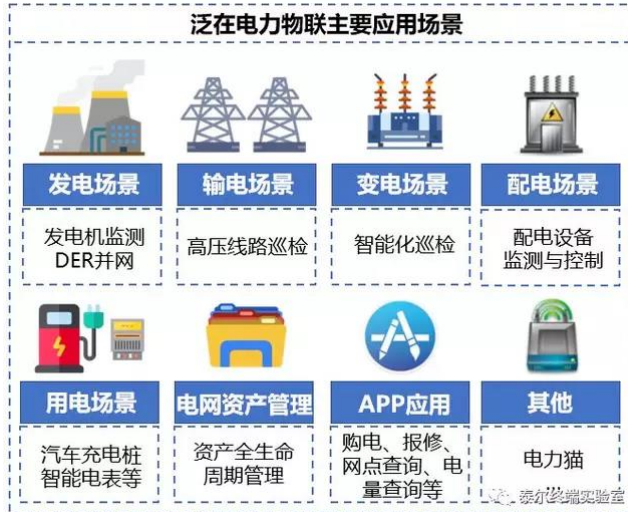 泛在电力物联主要应用场景
发电场景
输电场景
变电场景
配电场景
发电机监测
DER并网
高压线路巡检
智能化巡检
配电设备
监测与控制
用电场景
电网资产管理
APP应用
其他
汽车充电桩
智能电表等
资产全生命
周期管理
购电、报修、
网点查询、电
量查询等
电力猫
...
泰尔终端实验室